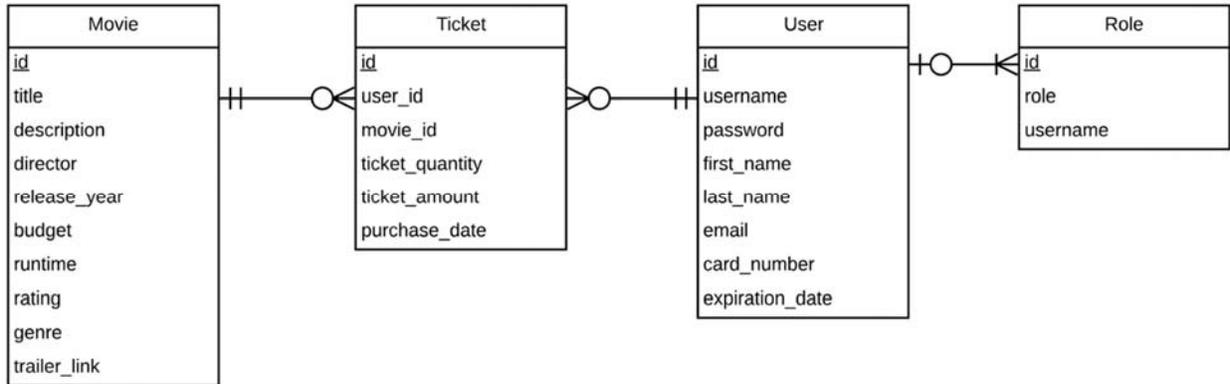 Movie
id
title
description
director
release_year
budget
runtime
rating
genre
trailer_link
Ticket
id
user_id
movie_id
ticket_quantity
ticket_amount
purchase_date
User
id
username
password
first_name
last_name
email
card_number
expiration_date
Role
id
role
username